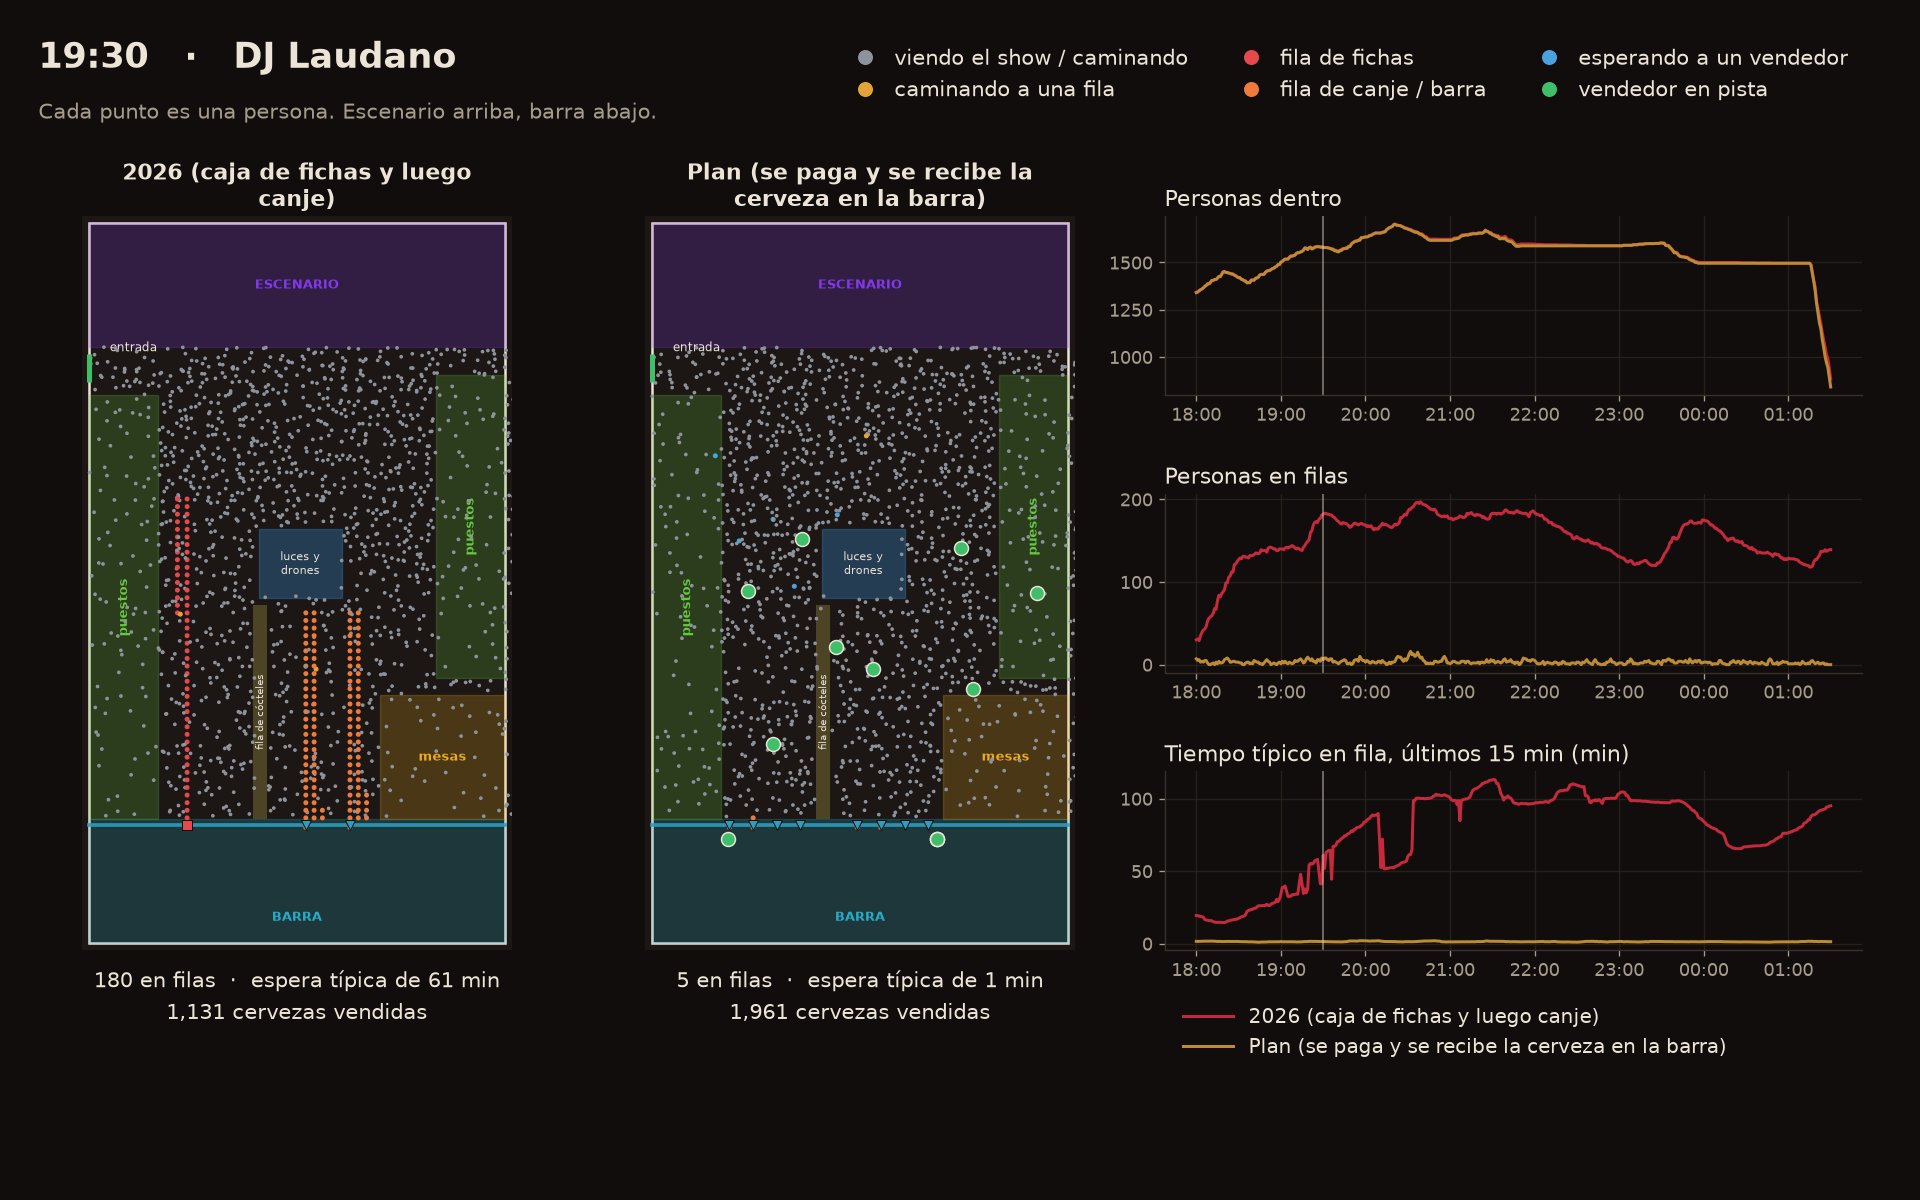 19:30 · DJ Laudano
Cada punto es una persona. Escenario arriba, barra abajo.
viendo el show / caminando
caminando a una fila
fila de fichas
fila de canje / barra
esperando a un vendedor
vendedor en pista
2026 (caja de fichas y luego
canje)
ESCENARIO
entrada
puestos
luces y
drones
puestos
fila de cócteles
mesas
BARRA
180 en filas · espera típica de 61 min
1,131 cervezas vendidas
Plan (se paga y se recibe la
cerveza en la barra)
ESCENARIO
entrada
puestos
luces y
drones
puestos
fila de cócteles
mesas
BARRA
5 en filas · espera típica de 1 min
1,961 cervezas vendidas
Personas dentro
1500
1250
1000
18:00 19:00 20:00 21:00 22:00 23:00 00:00 01:00
Personas en filas
200
100
0
18:00 19:00 20:00 21:00 22:00 23:00 00:00 01:00
Tiempo típico en fila, últimos 15 min (min)
100
50
0
18:00 19:00 20:00 21:00 22:00 23:00 00:00 01:00
2026 (caja de fichas y luego canje)
Plan (se paga y se recibe la cerveza en la barra)